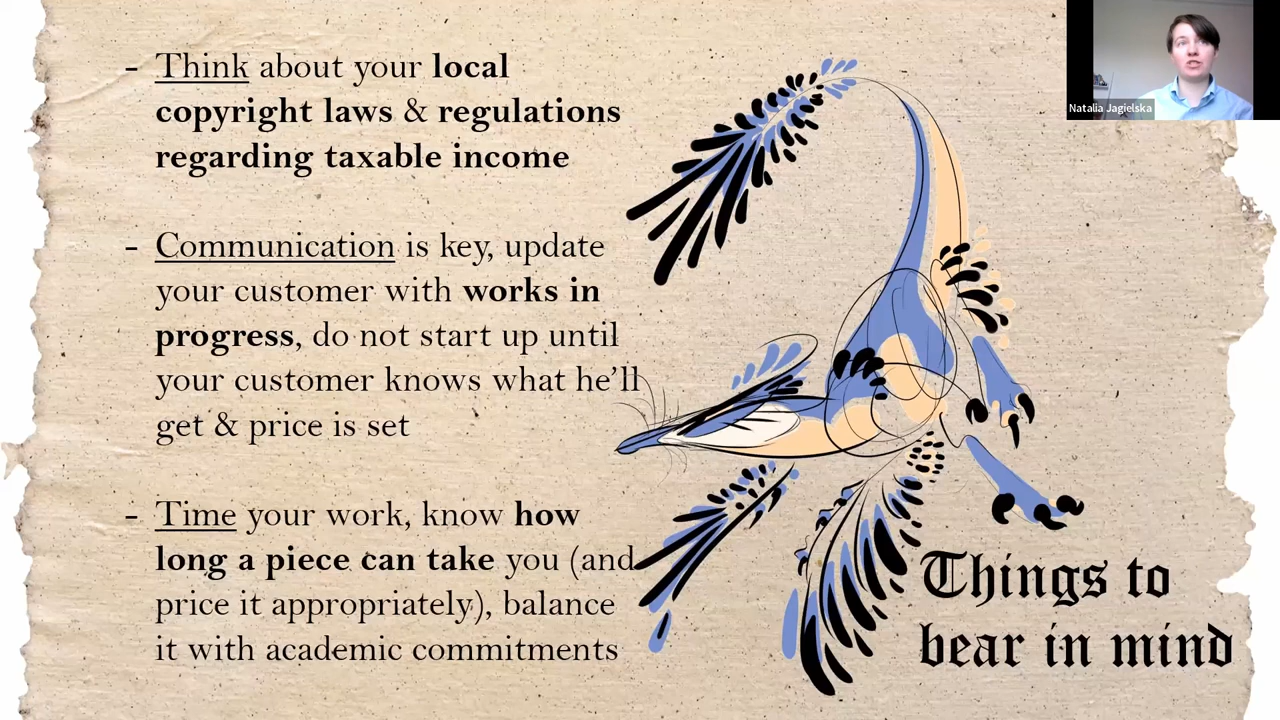 - Think about your local
copyright laws & regulations
regarding taxable income
- Communication is key, update
your customer with works in
progress, do not start up until
your customer knows what he'll
get & price is set
- Time your work, know how
long a piece can take you (and
price it appropriately), balance
it with academic commitments
Things to
bear in mind
Natalia Jagielska